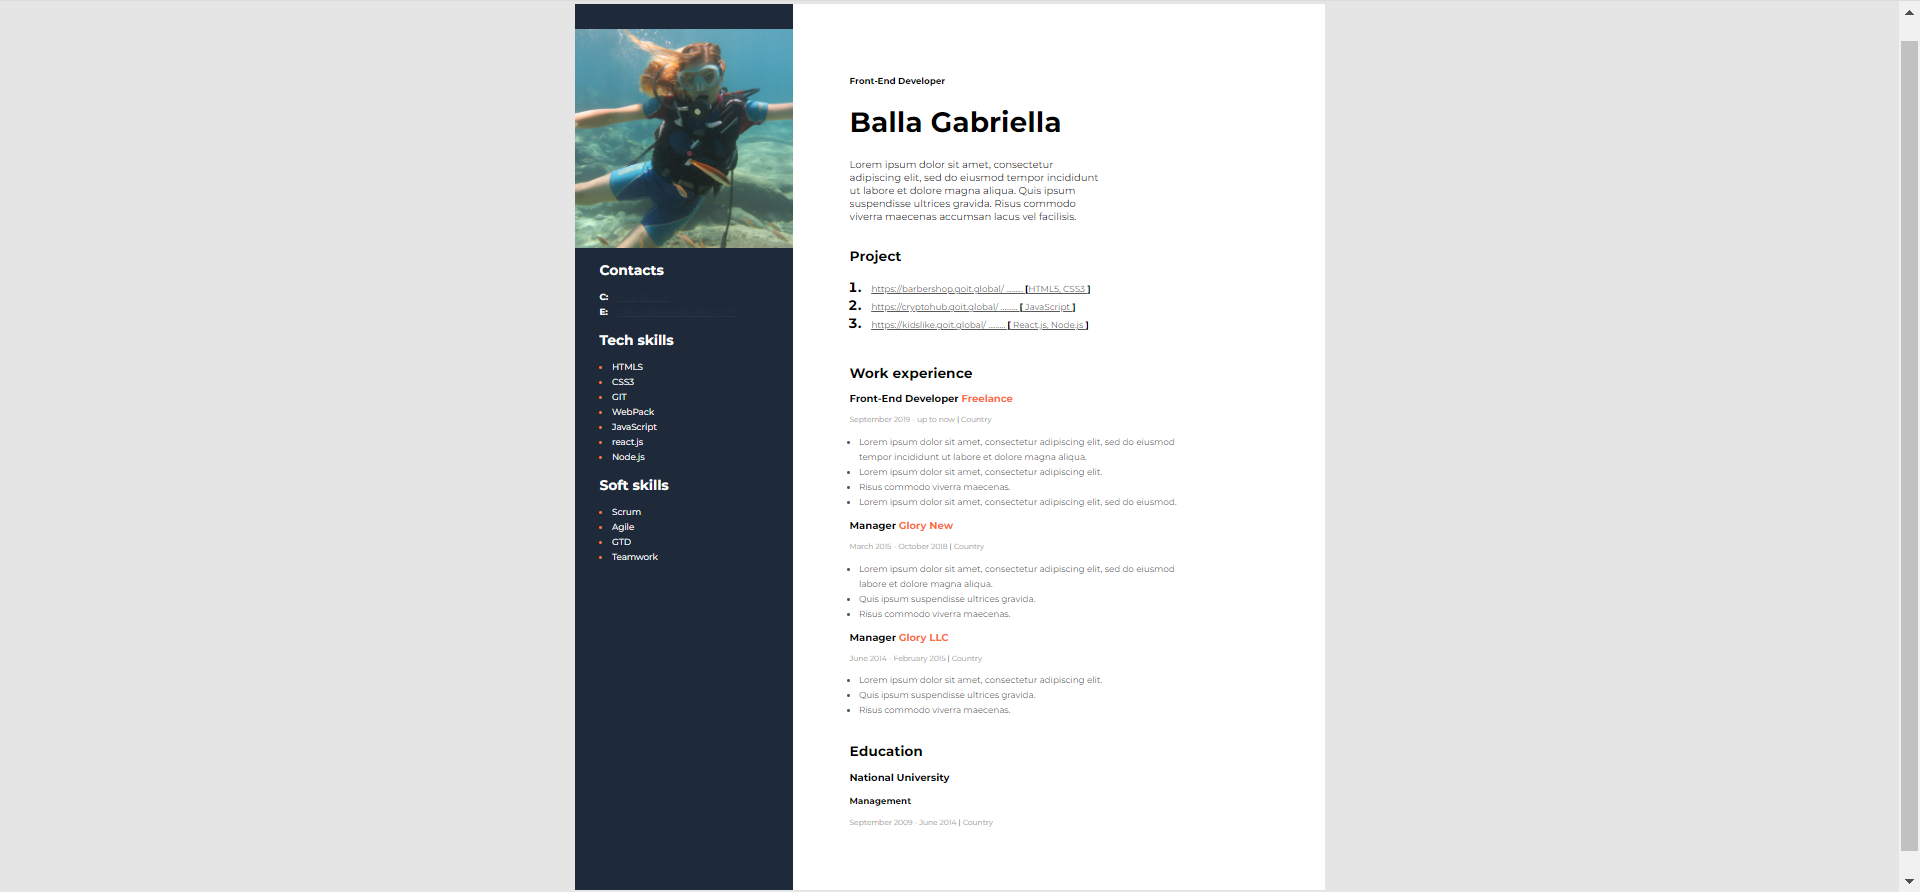 Contacts
C:
E:
Tech skills
HTML5
CSS3
GIT
WebPack
JavaScript
react.js
Node.js
Soft skills
Scrum
Agile
GTD
Teamwork
Front-End Developer
Balla Gabriella
Lorem ipsum dolor sit amet, consectetur
adipiscing elit, sed do eiusmod tempor incididunt
ut labore et dolore magna aliqua. Quis ipsum
suspendisse ultrices gravida. Risus commodo
viverra maecenas accumsan lacus vel facilisis.
Project
1. https://barbershop.goit.global/ ........ [HTML5, CSS3 ]
2. https://cryptohub.goit.global/ ........ [ JavaScript ]
3. https://kidslike.goit.global/ ........ [ React.js, Node.js ]
Work experience
Front-End Developer Freelance
September 2019 - up to now | Country
Lorem ipsum dolor sit amet, consectetur adipiscing elit, sed do eiusmod
tempor incididunt ut labore et dolore magna aliqua.
Lorem ipsum dolor sit amet, consectetur adipiscing elit.
Risus commodo viverra maecenas.
Lorem ipsum dolor sit amet, consectetur adipiscing elit, sed do eiusmod.
Manager Glory New
March 2015 - October 2018 | Country
Lorem ipsum dolor sit amet, consectetur adipiscing elit, sed do eiusmod
labore et dolore magna aliqua.
Quis ipsum suspendisse ultrices gravida.
Risus commodo viverra maecenas.
Manager Glory LLC
June 2014 - February 2015 | Country
Lorem ipsum dolor sit amet, consectetur adipiscing elit.
Quis ipsum suspendisse ultrices gravida.
Risus commodo viverra maecenas.
Education
National University
Management
September 2009 - June 2014 | Country